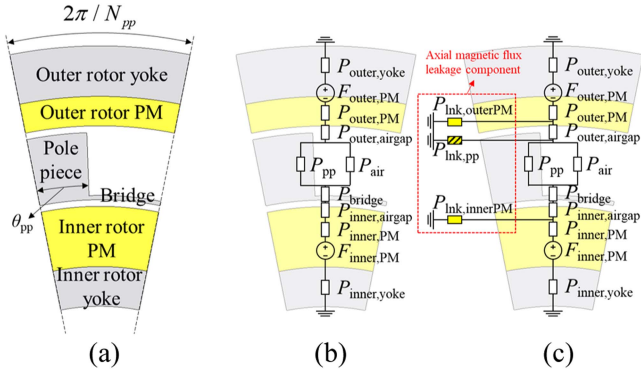 2π / N_pp
Outer rotor yoke
Outer rotor PM
Pole
piece
Bridge
θ_pp
Inner rotor
PM
Inner rotor
yoke
(a)
P_outer,yoke
F_outer,PM
P_outer,PM
P_outer,airgap
P_pp
P_air
P_bridge
P_inner,airgap
P_inner,PM
F_inner,PM
P_inner,yoke
(b)
Axial magnetic flux
leakage component
P_lnk,outerPM
P_lnk,pp
P_lnk,innerPM
P_outer,yoke
F_outer,PM
P_outer,PM
P_outer,airgap
P_pp
P_air
P_bridge
P_inner,airgap
P_inner,PM
F_inner,PM
P_inner,yoke
(c)